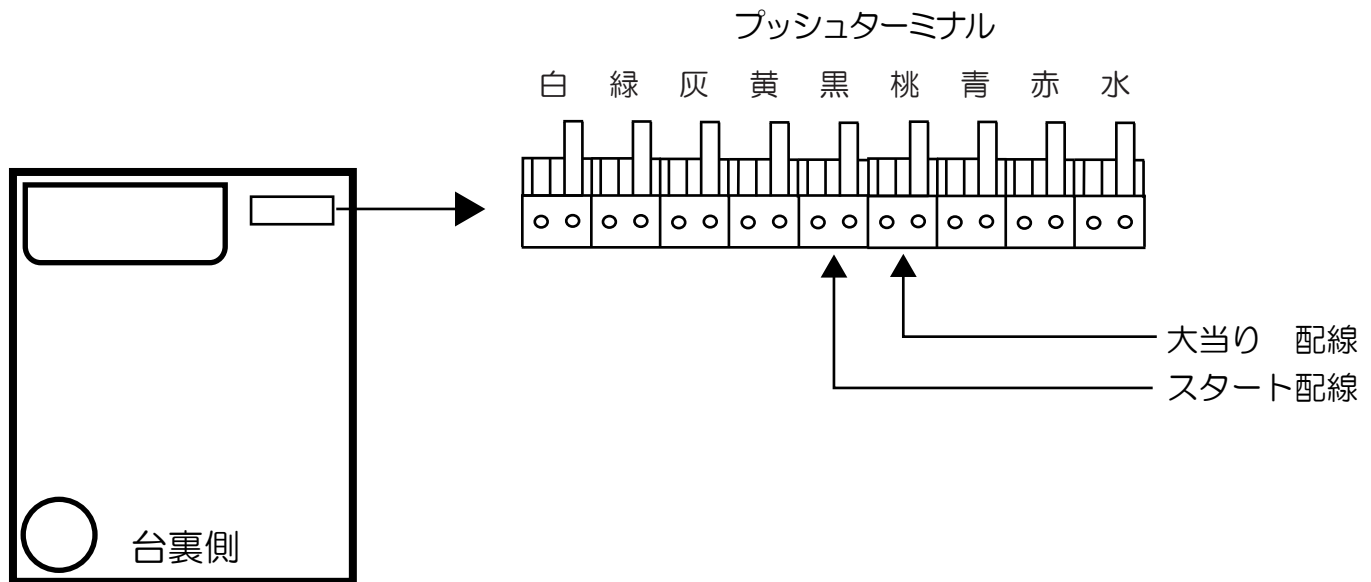 プッシュターミナル
白 緑 灰 黄 黒 桃 青 赤 水
大当り 配線
スタート配線
台裏側